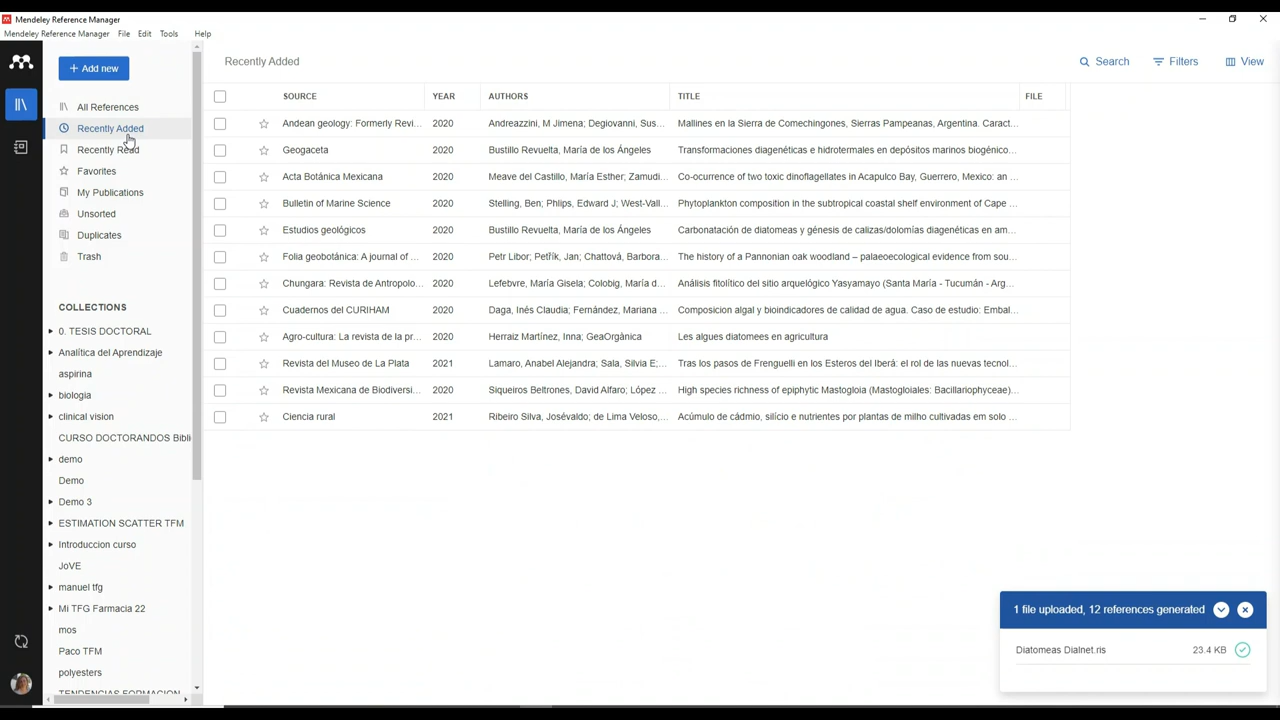 Mendeley Reference Manager
Mendeley Reference Manager File Edit Tools Help
+ Add new
All References
Recently Added
Recently Read
Favorites
My Publications
Unsorted
Duplicates
Trash
COLLECTIONS
0. TESIS DOCTORAL
Analítica del Aprendizaje
aspirina
biologia
clinical vision
CURSO DOCTORANDOS Bibli
demo
Demo
Demo 3
ESTIMATION SCATTER TFM
Introduccion curso
JoVE
manuel tfg
Mi TFG Farmacia 22
mos
Paco TFM
polyesters
TENDENCIAS FORMACION
Recently Added
Search Filters View
SOURCE YEAR AUTHORS TITLE FILE
Andean geology: Formerly Revi... 2020 Andreazzini, M Jimena; Degiovanni, Sus... Mallines en la Sierra de Comechingones, Sierras Pampeanas, Argentina. Caract...
Geogaceta 2020 Bustillo Revuelta, María de los Ángeles Transformaciones diagenéticas e hidrotermales en depósitos marinos biogénico...
Acta Botánica Mexicana 2020 Meave del Castillo, María Esther; Zamudi... Co-ocurrence of two toxic dinoflagellates in Acapulco Bay, Guerrero, Mexico: an ...
Bulletin of Marine Science 2020 Stelling, Ben; Phlips, Edward J; West-Vall... Phytoplankton composition in the subtropical coastal shelf environment of Cape ...
Estudios geológicos 2020 Bustillo Revuelta, María de los Ángeles Carbonatación de diatomeas y génesis de calizas/dolomías diagenéticas en am...
Folia geobotánica: A journal of ... 2020 Petr Libor; Petřík, Jan; Chattová, Barbora... The history of a Pannonian oak woodland – palaeoecological evidence from sou...
Chungara: Revista de Antropolo... 2020 Lefebvre, María Gisela; Colobig, María d... Análisis fitolítico del sitio arqueológico Yasyamayo (Santa María - Tucumán - Arg...
Cuadernos del CURIHAM 2020 Daga, Inés Claudia; Fernández, Mariana ... Composicion algal y bioindicadores de calidad de agua. Caso de estudio: Embal...
Agro-cultura: La revista de la pr... 2020 Herraiz Martínez, Inna; GeaOrgànica Les algues diatomees en agricultura
Revista del Museo de La Plata 2021 Lamaro, Anabel Alejandra; Sala, Silvia E;... Tras los pasos de Frenguelli en los Esteros del Iberá: el rol de las nuevas tecnol...
Revista Mexicana de Biodiversi... 2020 Siqueiros Beltrones, David Alfaro; López ... High species richness of epiphytic Mastogloia (Mastogloiales: Bacillariophyceae)...
Ciencia rural 2021 Ribeiro Silva, Josévaldo; de Lima Veloso,... Acúmulo de cádmio, silício e nutrientes por plantas de milho cultivadas em solo ...
1 file uploaded, 12 references generated
Diatomeas Dialnet.ris 23.4 KB